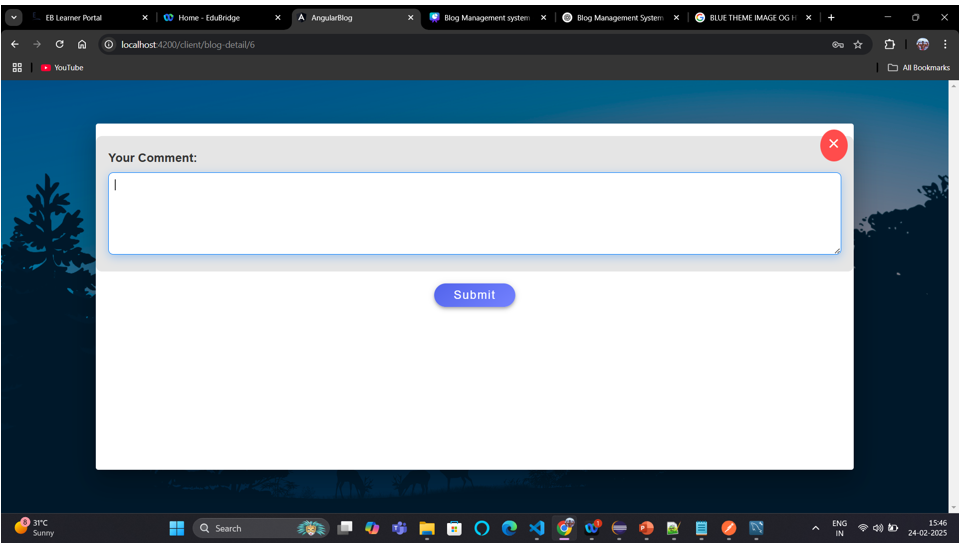 EB Learner Portal
Home - EduBridge
AngularBlog
Blog Management system
Blog Management System
BLUE THEME IMAGE OG H
localhost:4200/client/blog-detail/6
YouTube
All Bookmarks
Your Comment:
Submit
8
31°C
Sunny
Search
ENG
IN
15:46
24-02-2025